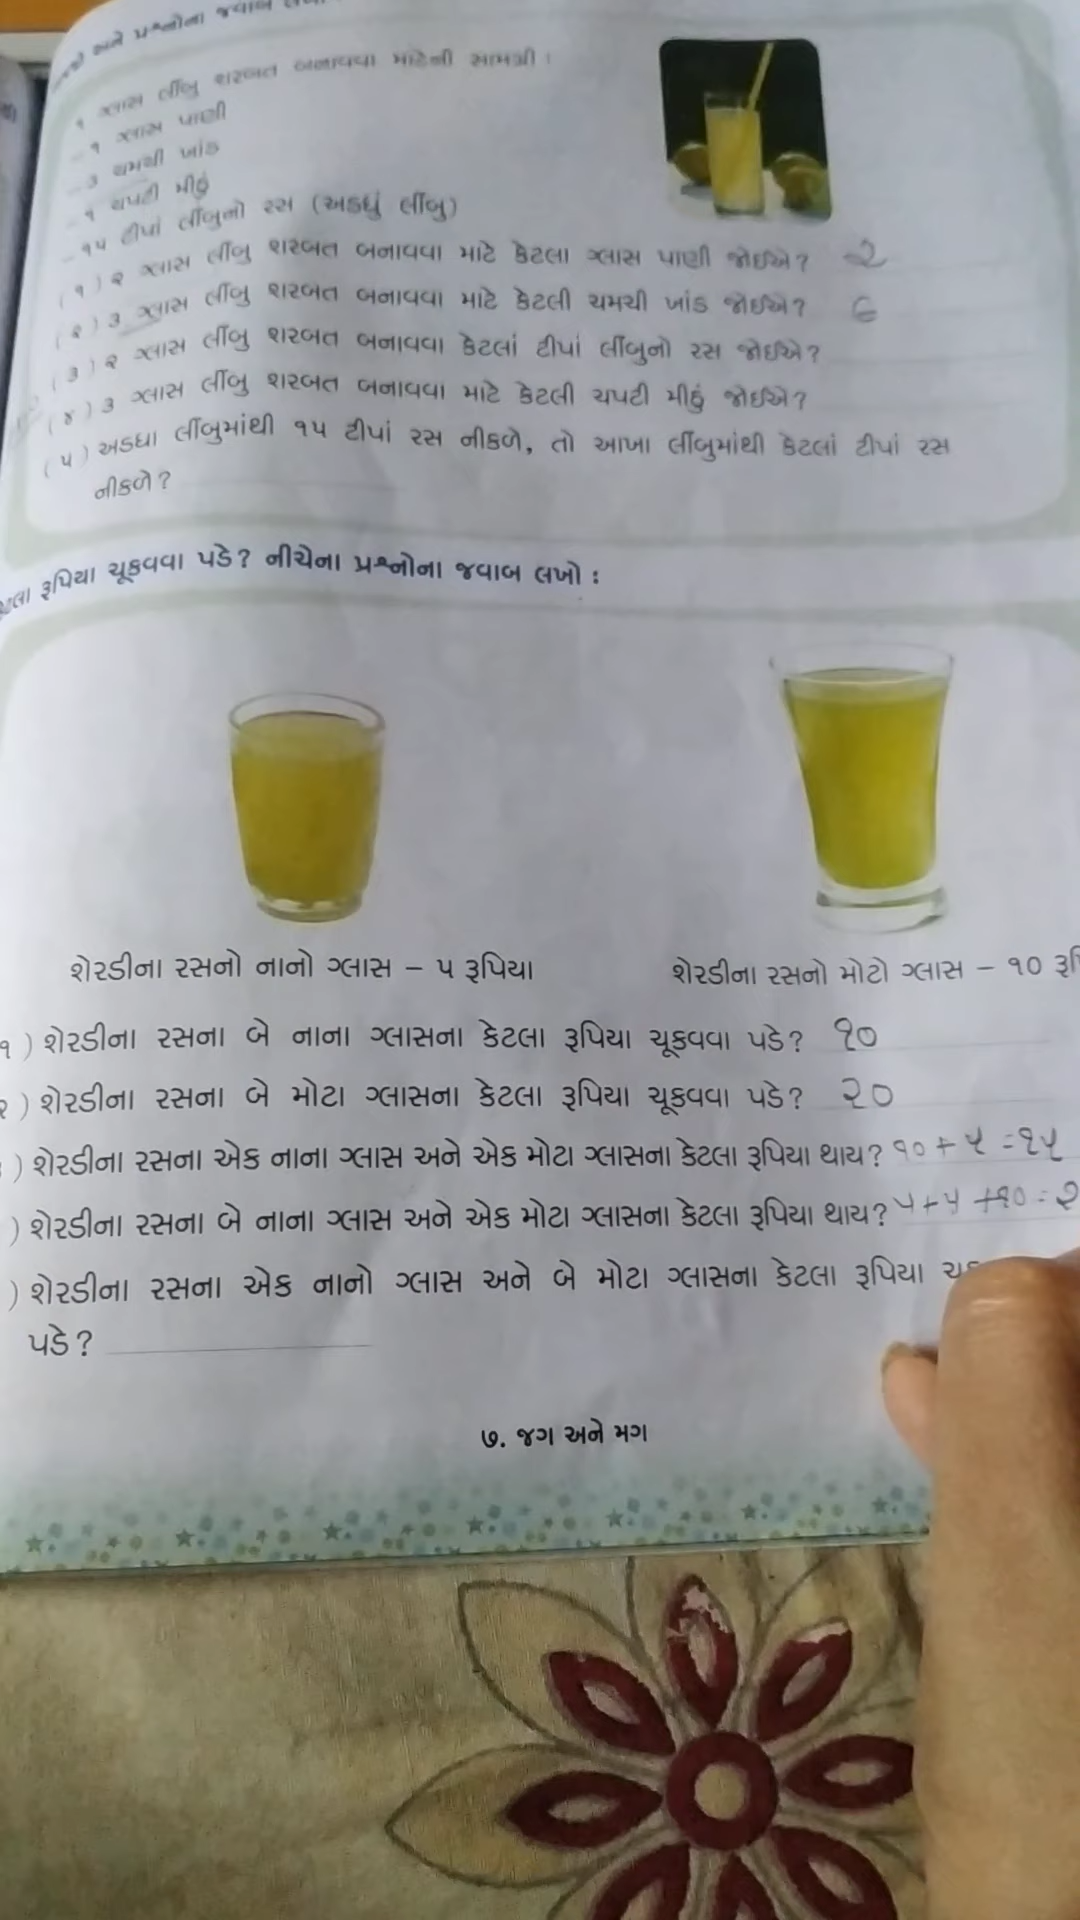 અને પ્રશ્નોના જવાબ
૧ ગ્લાસ લીંબુ શરબત બનાવવા માટેની સામગ્રી :
– ૧ ગ્લાસ પાણી
– ૩ ચમચી ખાંડ
– ૧ ચપટી મીઠું
– ૧૫ ટીપાં લીંબુનો રસ (અડધું લીંબુ)
(૧) ૨ ગ્લાસ લીંબુ શરબત બનાવવા માટે કેટલા ગ્લાસ પાણી જોઈએ? 2
(૨) ૩ ગ્લાસ લીંબુ શરબત બનાવવા માટે કેટલી ચમચી ખાંડ જોઈએ?
(૩) ૨ ગ્લાસ લીંબુ શરબત બનાવવા કેટલાં ટીપાં લીંબુનો રસ જોઈએ?
(૪) ૩ ગ્લાસ લીંબુ શરબત બનાવવા માટે કેટલી ચપટી મીઠું જોઈએ?
(૫) અડધા લીંબુમાંથી ૧૫ ટીપાં રસ નીકળે, તો આખા લીંબુમાંથી કેટલાં ટીપાં રસ
નીકળે?
રૂપિયા ચૂકવવા પડે? નીચેના પ્રશ્નોના જવાબ લખો :
શેરડીના રસનો નાનો ગ્લાસ – ૫ રૂપિયા
શેરડીના રસનો મોટો ગ્લાસ – ૧૦
૧) શેરડીના રસના બે નાના ગ્લાસના કેટલા રૂપિયા ચૂકવવા પડે? ૧૦
૨) શેરડીના રસના બે મોટા ગ્લાસના કેટલા રૂપિયા ચૂકવવા પડે? ૨૦
) શેરડીના રસના એક નાના ગ્લાસ અને એક મોટા ગ્લાસના કેટલા રૂપિયા થાય? ૧૦ + ૫ = ૧૫
) શેરડીના રસના બે નાના ગ્લાસ અને એક મોટા ગ્લાસના કેટલા રૂપિયા થાય? ૫ + ૫ + ૧૦ = ૨
) શેરડીના રસના એક નાનો ગ્લાસ અને બે મોટા ગ્લાસના કેટલા રૂપિયા
પડે?
૭. જગ અને મગ